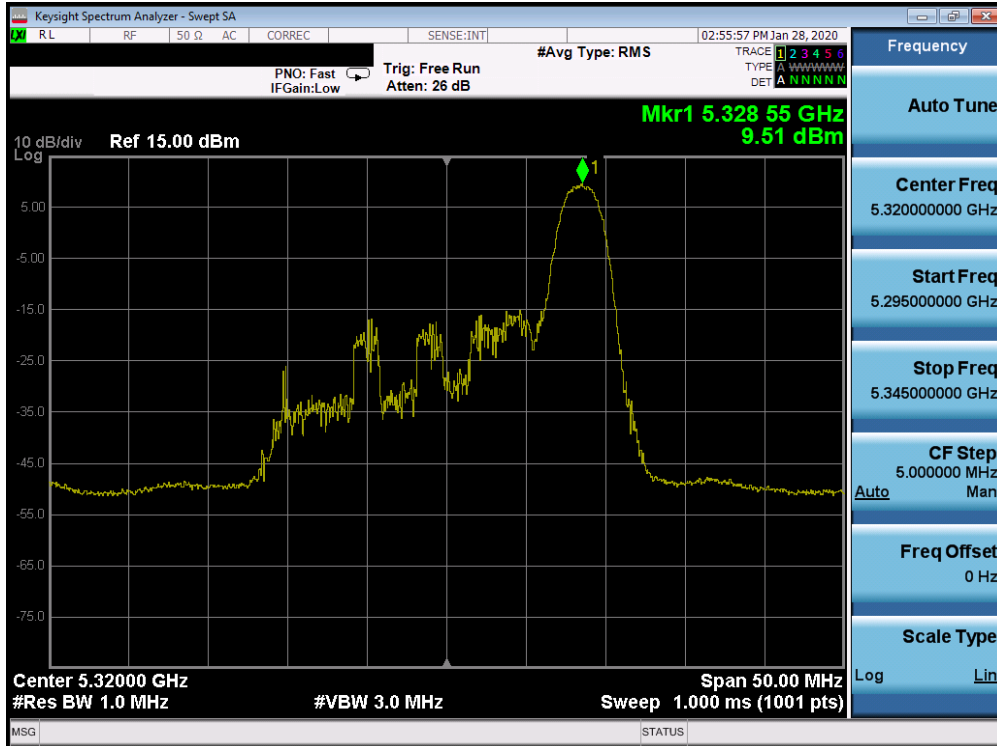 Keysight Spectrum Analyzer - Swept SA
LXI RL RF 50 Ω AC CORREC SENSE:INT 02:55:57 PM Jan 28, 2020
#Avg Type: RMS TRACE 1 2 3 4 5 6
PNO: Fast Trig: Free Run TYPE A WWWWW
IFGain:Low Atten: 26 dB DET A N N N N N
Mkr1 5.328 55 GHz
9.51 dBm
10 dB/div Ref 15.00 dBm
Log
1
5.00
-5.00
-15.0
-25.0
-35.0
-45.0
-55.0
-65.0
-75.0
Center 5.32000 GHz Span 50.00 MHz
#Res BW 1.0 MHz #VBW 3.0 MHz Sweep 1.000 ms (1001 pts)
MSG STATUS
Frequency
Auto Tune
Center Freq
5.320000000 GHz
Start Freq
5.295000000 GHz
Stop Freq
5.345000000 GHz
CF Step
5.000000 MHz
Auto Man
Freq Offset
0 Hz
Scale Type
Log Lin